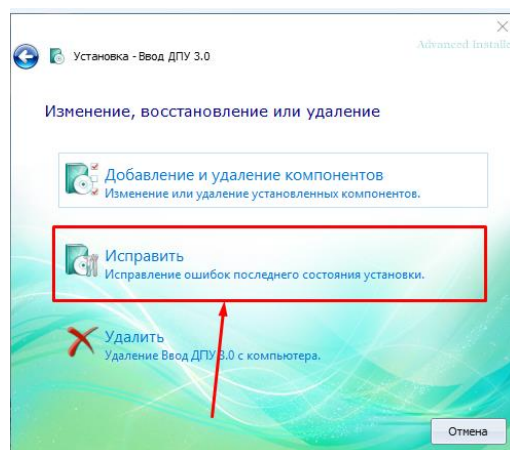 Advanced Installe
Установка - Ввод ДПУ 3.0
Изменение, восстановление или удаление
Добавление и удаление компонентов
Изменение или удаление установленных компонентов.
Исправить
Исправление ошибок последнего состояния установки.
Удалить
Удаление Ввод ДПУ 3.0 с компьютера.
Отмена